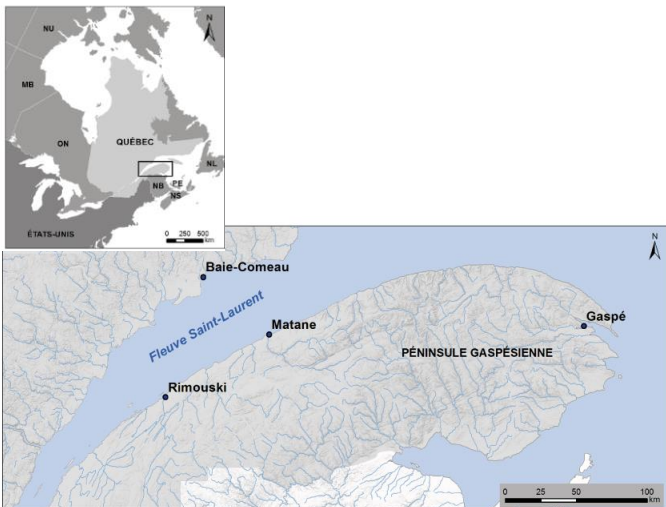 N
NU
MB
ON
QUÉBEC
NL
NB
PE
NS
ÉTATS-UNIS
0 250 500
km
N
Baie-Comeau
Fleuve Saint-Laurent
Matane
Gaspé
PÉNINSULE GASPÉSIENNE
Rimouski
0 25 50 100
km